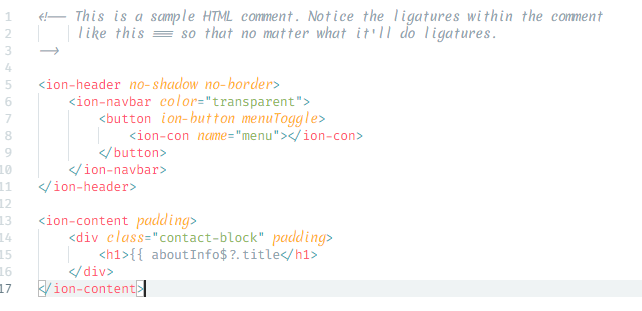 1 <!-- This is a sample HTML comment. Notice the ligatures within the comment
2 like this === so that no matter what it'll do ligatures.
3 -->
4
5 <ion-header no-shadow no-border>
6 <ion-navbar color="transparent">
7 <button ion-button menuToggle>
8 <ion-con name="menu"></ion-con>
9 </button>
10 </ion-navbar>
11 </ion-header>
12
13 <ion-content padding>
14 <div class="contact-block" padding>
15 <h1>{{ aboutInfo$?.title</h1>
16 </div>
17 </ion-content>